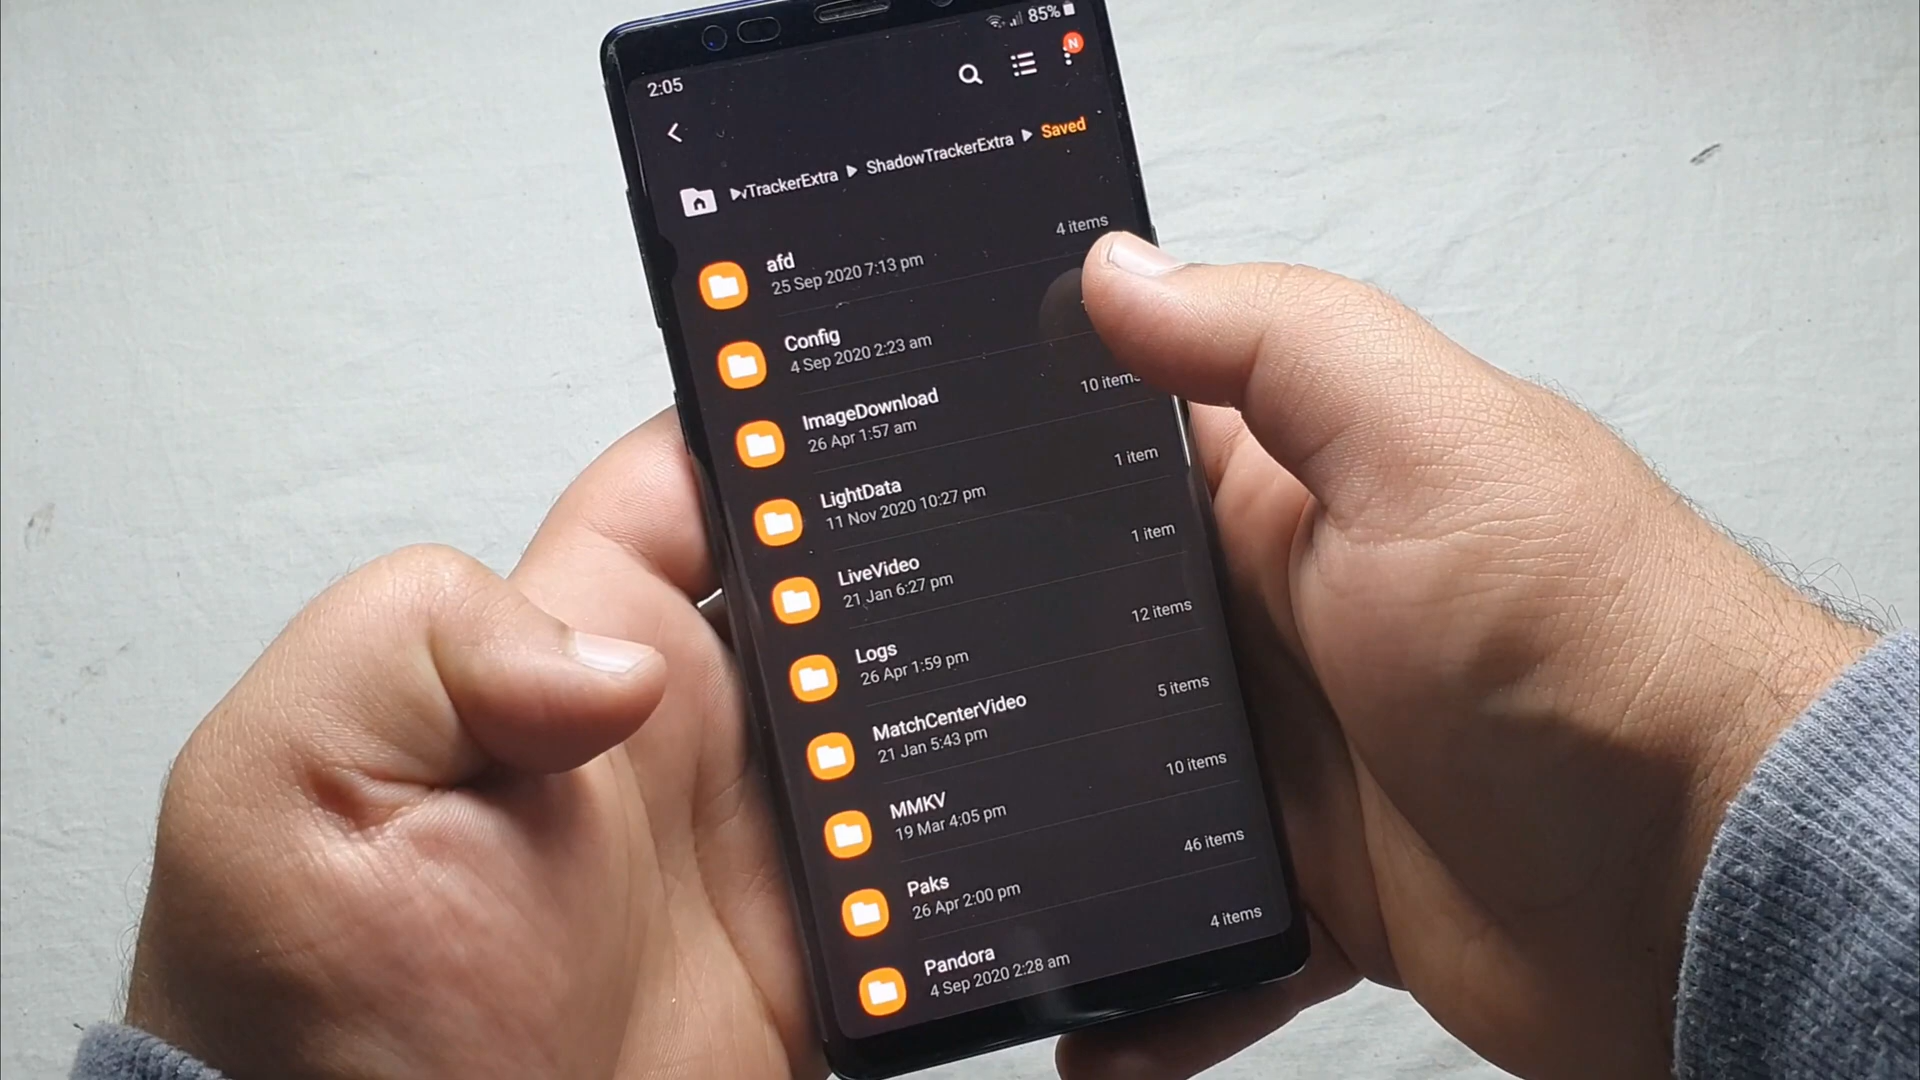 85%
N
2:05
TrackerExtra ▶ ShadowTrackerExtra ▶ Saved
afd
25 Sep 2020 7:13 pm
4 items
Config
4 Sep 2020 2:23 am
ImageDownload
26 Apr 1:57 am
10 items
LightData
11 Nov 2020 10:27 pm
1 item
LiveVideo
21 Jan 6:27 pm
1 item
Logs
26 Apr 1:59 pm
12 items
MatchCenterVideo
21 Jan 5:43 pm
5 items
MMKV
19 Mar 4:05 pm
10 items
Paks
26 Apr 2:00 pm
46 items
Pandora
4 Sep 2020 2:28 am
4 items